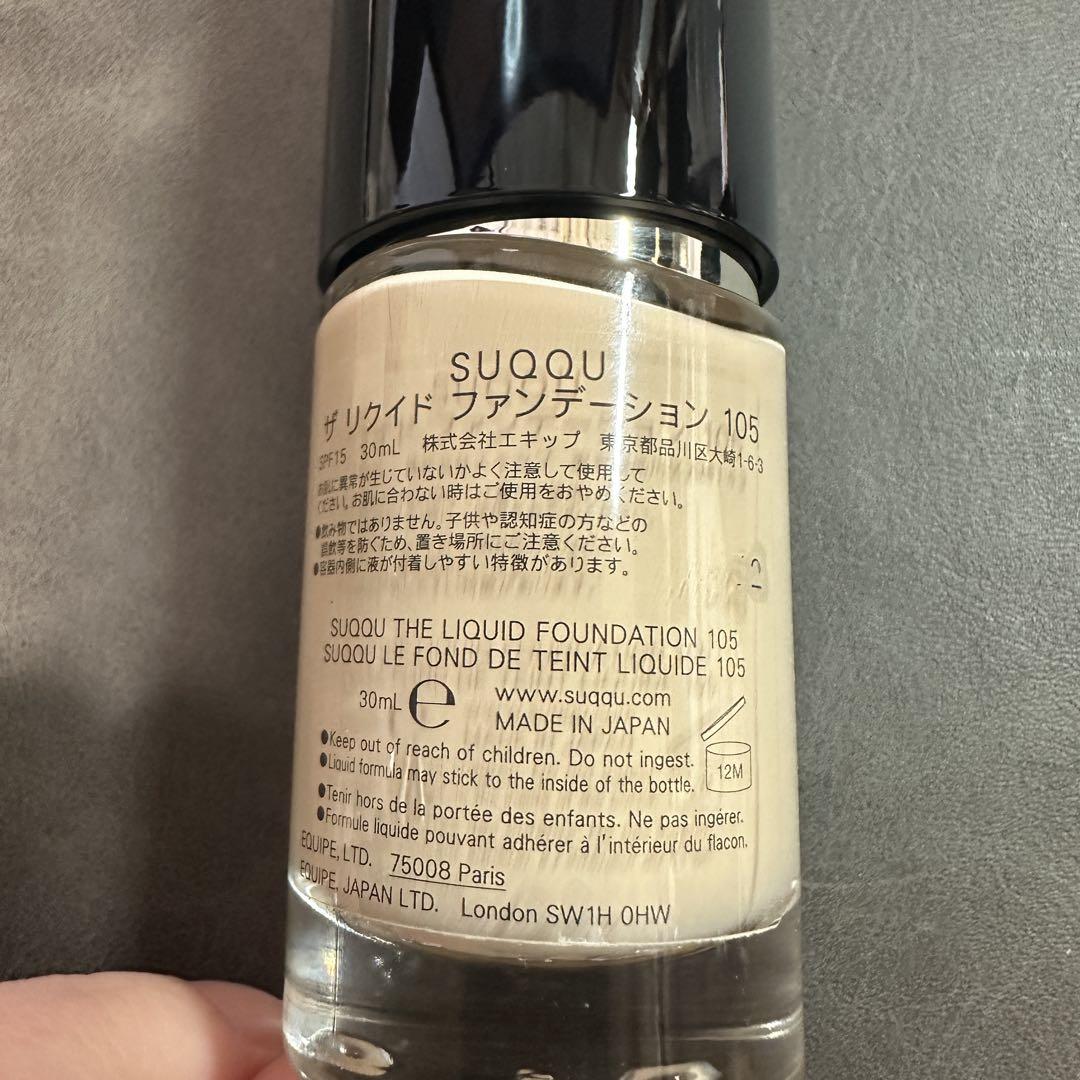 SUQQU
ザ リクイド ファンデーション 105
SPF15 30mL 株式会社エキップ 東京都品川区大崎1-6-3
お肌に異常が生じていないかよく注意して使用して
ください。お肌に合わない時はご使用をおやめください。
●飲み物ではありません。子供や認知症の方などの
誤飲等を防ぐため、置き場所にご注意ください。
●容器内側に液が付着しやすい特徴があります。
2
SUQQU THE LIQUID FOUNDATION 105
SUQQU LE FOND DE TEINT LIQUIDE 105
30mL e www.suqqu.com
MADE IN JAPAN
●Keep out of reach of children. Do not ingest.
●Liquid formula may stick to the inside of the bottle.
12M
●Tenir hors de la portée des enfants. Ne pas ingérer.
●Formule liquide pouvant adhérer à l'intérieur du flacon.
EQUIPE, LTD. 75008 Paris
EQUIPE, JAPAN LTD. London SW1H 0HW